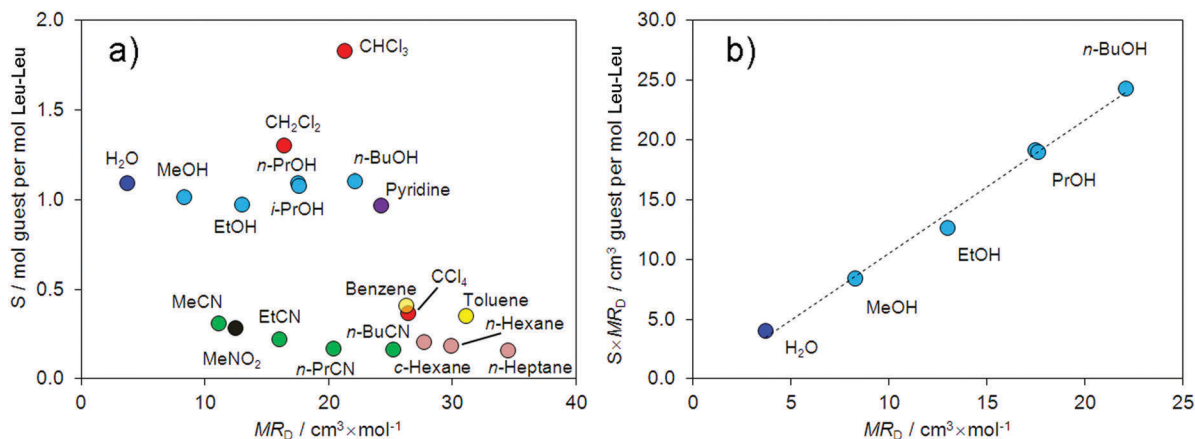 a)
S / mol guest per mol Leu-Leu
2.0
1.5
1.0
0.5
0.0
0
10
20
30
40
MR_D / cm³×mol⁻¹
CHCl₃
CH₂Cl₂
H₂O
MeOH
n-PrOH
n-BuOH
EtOH
i-PrOH
Pyridine
MeCN
EtCN
Benzene
CCl₄
Toluene
MeNO₂
n-BuCN
n-Hexane
n-PrCN
c-Hexane
n-Heptane
b)
S×MR_D / cm³ guest per mol Leu-Leu
30.0
25.0
20.0
15.0
10.0
5.0
0.0
0
5
10
15
20
25
MR_D / cm³×mol⁻¹
n-BuOH
PrOH
EtOH
MeOH
H₂O